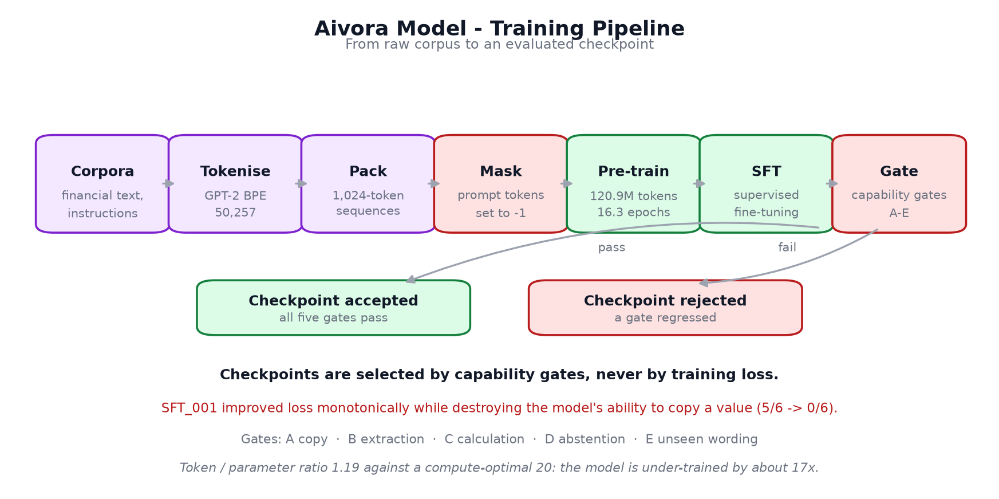 Aivora Model - Training Pipeline
From raw corpus to an evaluated checkpoint
Corpora
financial text,
instructions
Tokenise
GPT-2 BPE
50,257
Pack
1,024-token
sequences
Mask
prompt tokens
set to -1
Pre-train
120.9M tokens
16.3 epochs
SFT
supervised
fine-tuning
Gate
capability gates
A-E
pass
fail
Checkpoint accepted
all five gates pass
Checkpoint rejected
a gate regressed
Checkpoints are selected by capability gates, never by training loss.
SFT_001 improved loss monotonically while destroying the model's ability to copy a value (5/6 -> 0/6).
Gates: A copy · B extraction · C calculation · D abstention · E unseen wording
Token / parameter ratio 1.19 against a compute-optimal 20: the model is under-trained by about 17x.